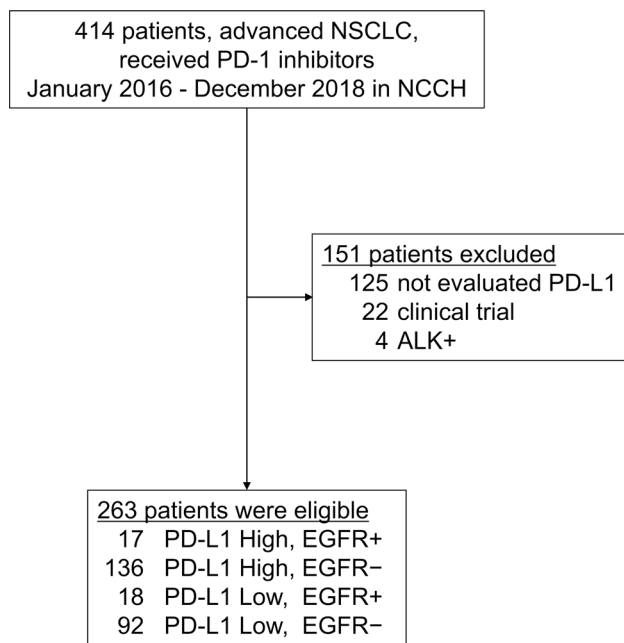 414 patients, advanced NSCLC,
received PD-1 inhibitors
January 2016 - December 2018 in NCCH
151 patients excluded
125 not evaluated PD-L1
22 clinical trial
4 ALK+
263 patients were eligible
17 PD-L1 High, EGFR+
136 PD-L1 High, EGFR−
18 PD-L1 Low, EGFR+
92 PD-L1 Low, EGFR−